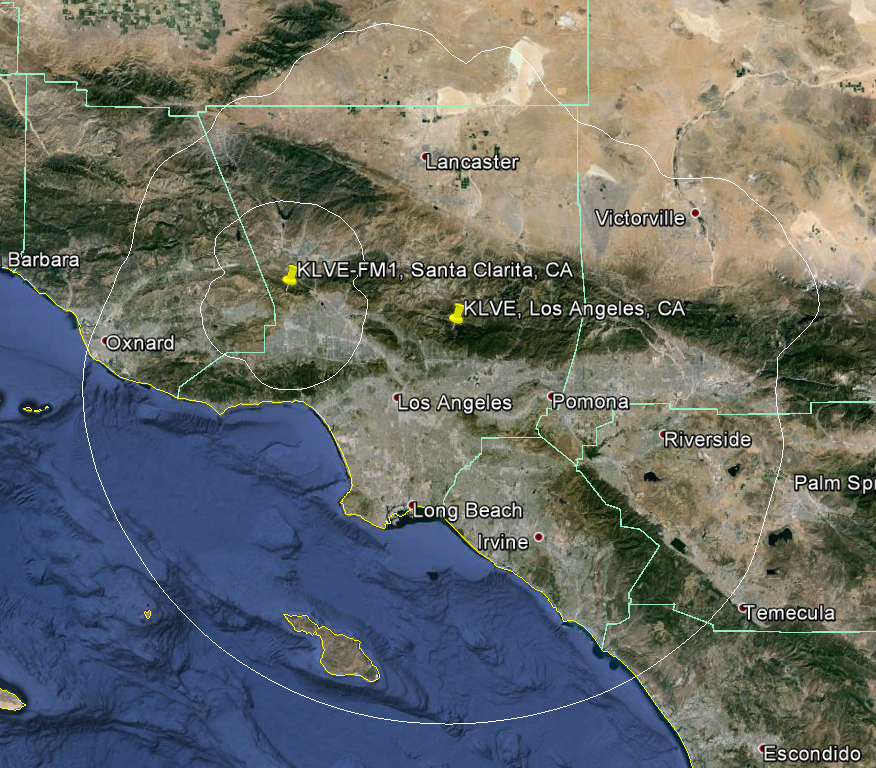 Lancaster
Victorville
Barbara
KLVE-FM1, Santa Clarita, CA
KLVE, Los Angeles, CA
Oxnard
Los Angeles
Pomona
Riverside
Palm Spr
Long Beach
Irvine
Temecula
Escondido